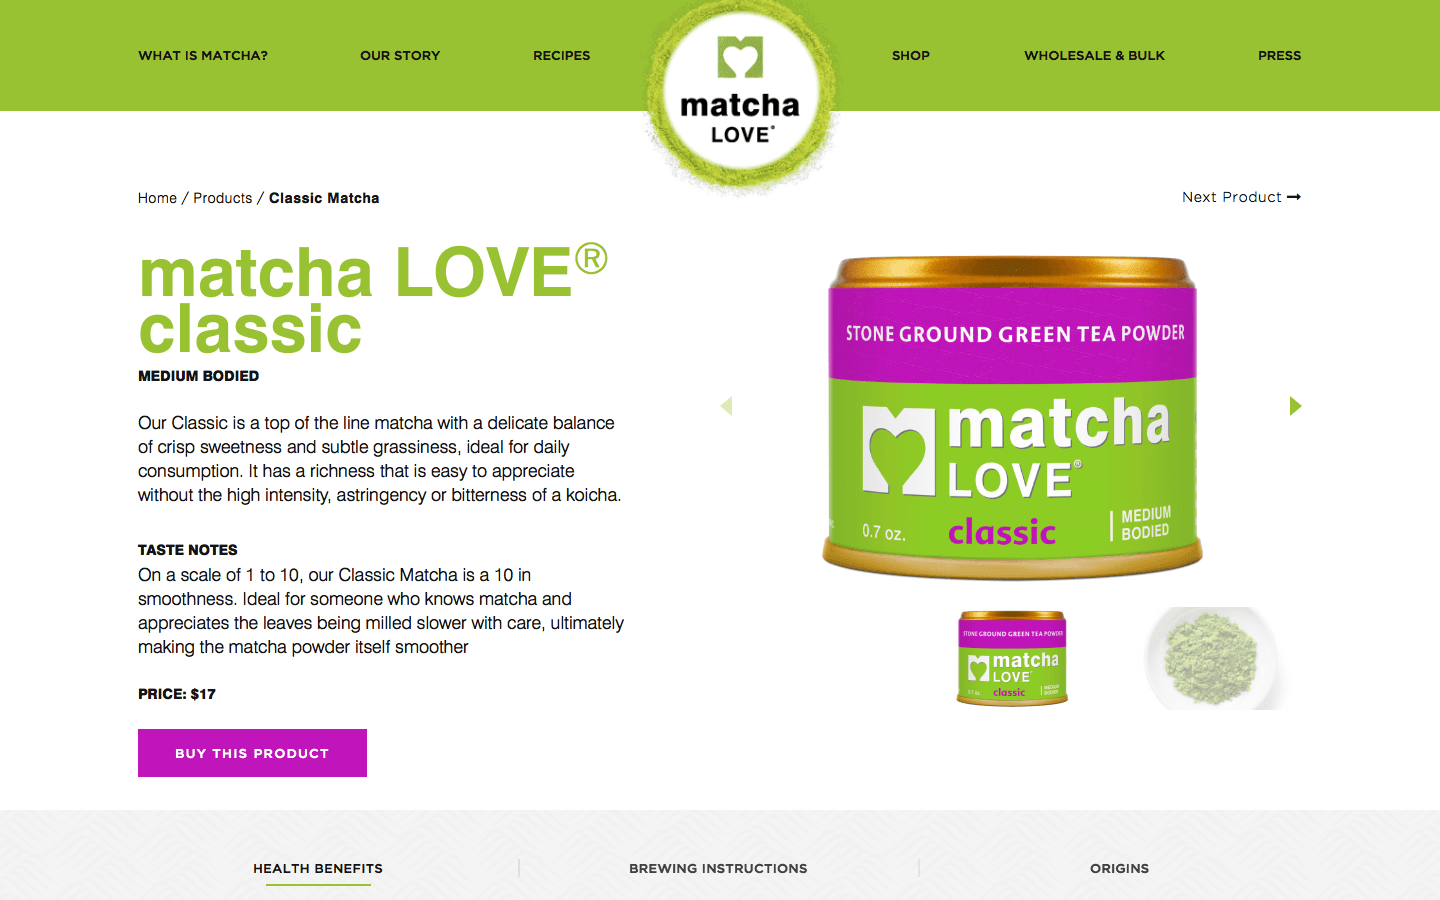 WHAT IS MATCHA?
OUR STORY
RECIPES
matcha
LOVE®
SHOP
WHOLESALE & BULK
PRESS
Home / Products / Classic Matcha
Next Product
matcha LOVE®
classic
MEDIUM BODIED
Our Classic is a top of the line matcha with a delicate balance
of crisp sweetness and subtle grassiness, ideal for daily
consumption. It has a richness that is easy to appreciate
without the high intensity, astringency or bitterness of a koicha.
TASTE NOTES
On a scale of 1 to 10, our Classic Matcha is a 10 in
smoothness. Ideal for someone who knows matcha and
appreciates the leaves being milled slower with care, ultimately
making the matcha powder itself smoother
PRICE: $17
BUY THIS PRODUCT
STONE GROUND GREEN TEA POWDER
matcha
LOVE®
classic
0.7 oz.
MEDIUM
BODIED
STONE GROUND GREEN TEA POWDER
matcha
LOVE
classic
0.7 oz.
MEDIUM
BODIED
HEALTH BENEFITS
BREWING INSTRUCTIONS
ORIGINS